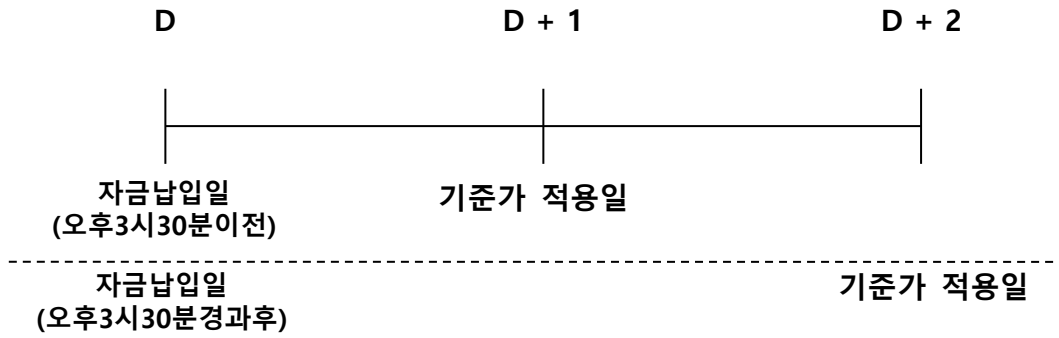 D D + 1 D + 2
자금납입일
(오후3시30분이전)
기준가 적용일
자금납입일
(오후3시30분경과후)
기준가 적용일